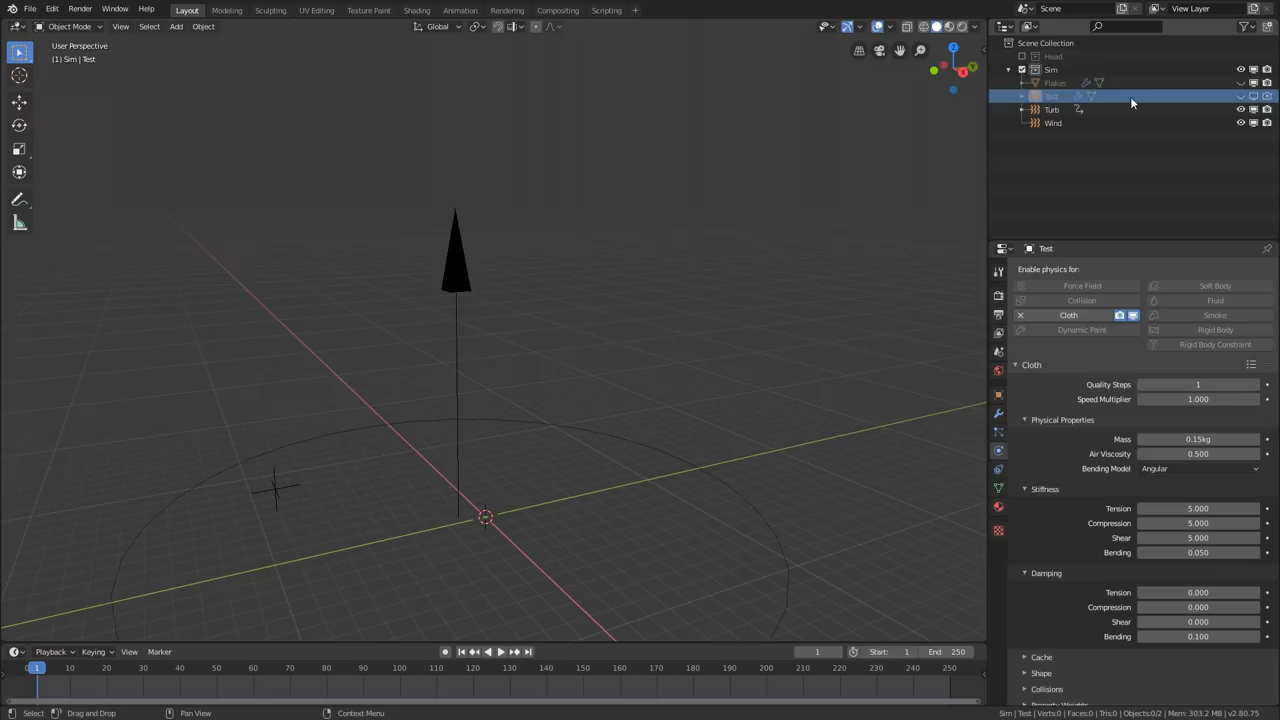 File Edit Render Window Help Layout Modeling Sculpting UV Editing Texture Paint Shading Animation Rendering Compositing Scripting + Scene View Layer
Object Mode View Select Add Object Global
User Perspective
(1) Sim | Test
Z
Y
X
Scene Collection
Head
Sim
Flakes
Test
Turb
Wind
Test
Enable physics for:
Force Field Soft Body
Collision Fluid
Cloth Smoke
Dynamic Paint Rigid Body
Rigid Body Constraint
Cloth
Quality Steps 1
Speed Multiplier 1.000
Physical Properties
Mass 0.15kg
Air Viscosity 0.500
Bending Model Angular
Stiffness
Tension 5.000
Compression 5.000
Shear 5.000
Bending 0.050
Damping
Tension 0.000
Compression 0.000
Shear 0.000
Bending 0.100
Cache
Shape
Collisions
Property Weights
Playback Keying View Marker 1 Start: 1 End: 250
0 1 10 20 30 40 50 60 70 80 90 100 110 120 130 140 150 160 170 180 190 200 210 220 230 240 250
Select Drag and Drop Pan View Context Menu Sim | Test | Verts:0 | Faces:0 | Tris:0 | Objects:0/2 | Mem: 303.2 MB | v2.80.75